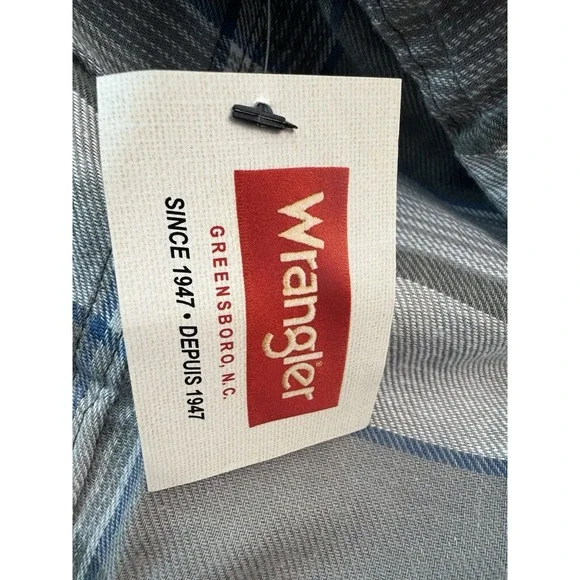 Wrangler®
GREENSBORO, N.C.
SINCE 1947 • DEPUIS 1947